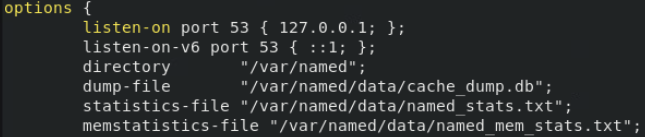 options {
        listen-on port 53 { 127.0.0.1; };
        listen-on-v6 port 53 { ::1; };
        directory       "/var/named";
        dump-file       "/var/named/data/cache_dump.db";
        statistics-file "/var/named/data/named_stats.txt";
        memstatistics-file "/var/named/data/named_mem_stats.txt";